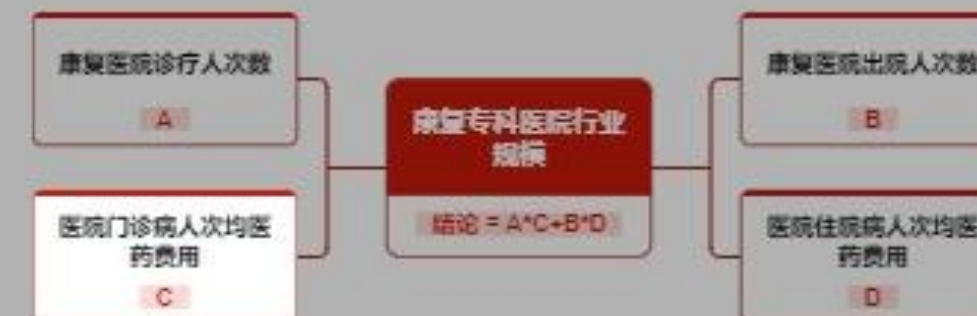 康复医院诊疗人次数
A
医院门诊病人次均医
药费用
C
康复专科医院行业
规模
结论 = A*C+B*D
康复医院出院人次数
B
医院住院病人次均医
药费用
D